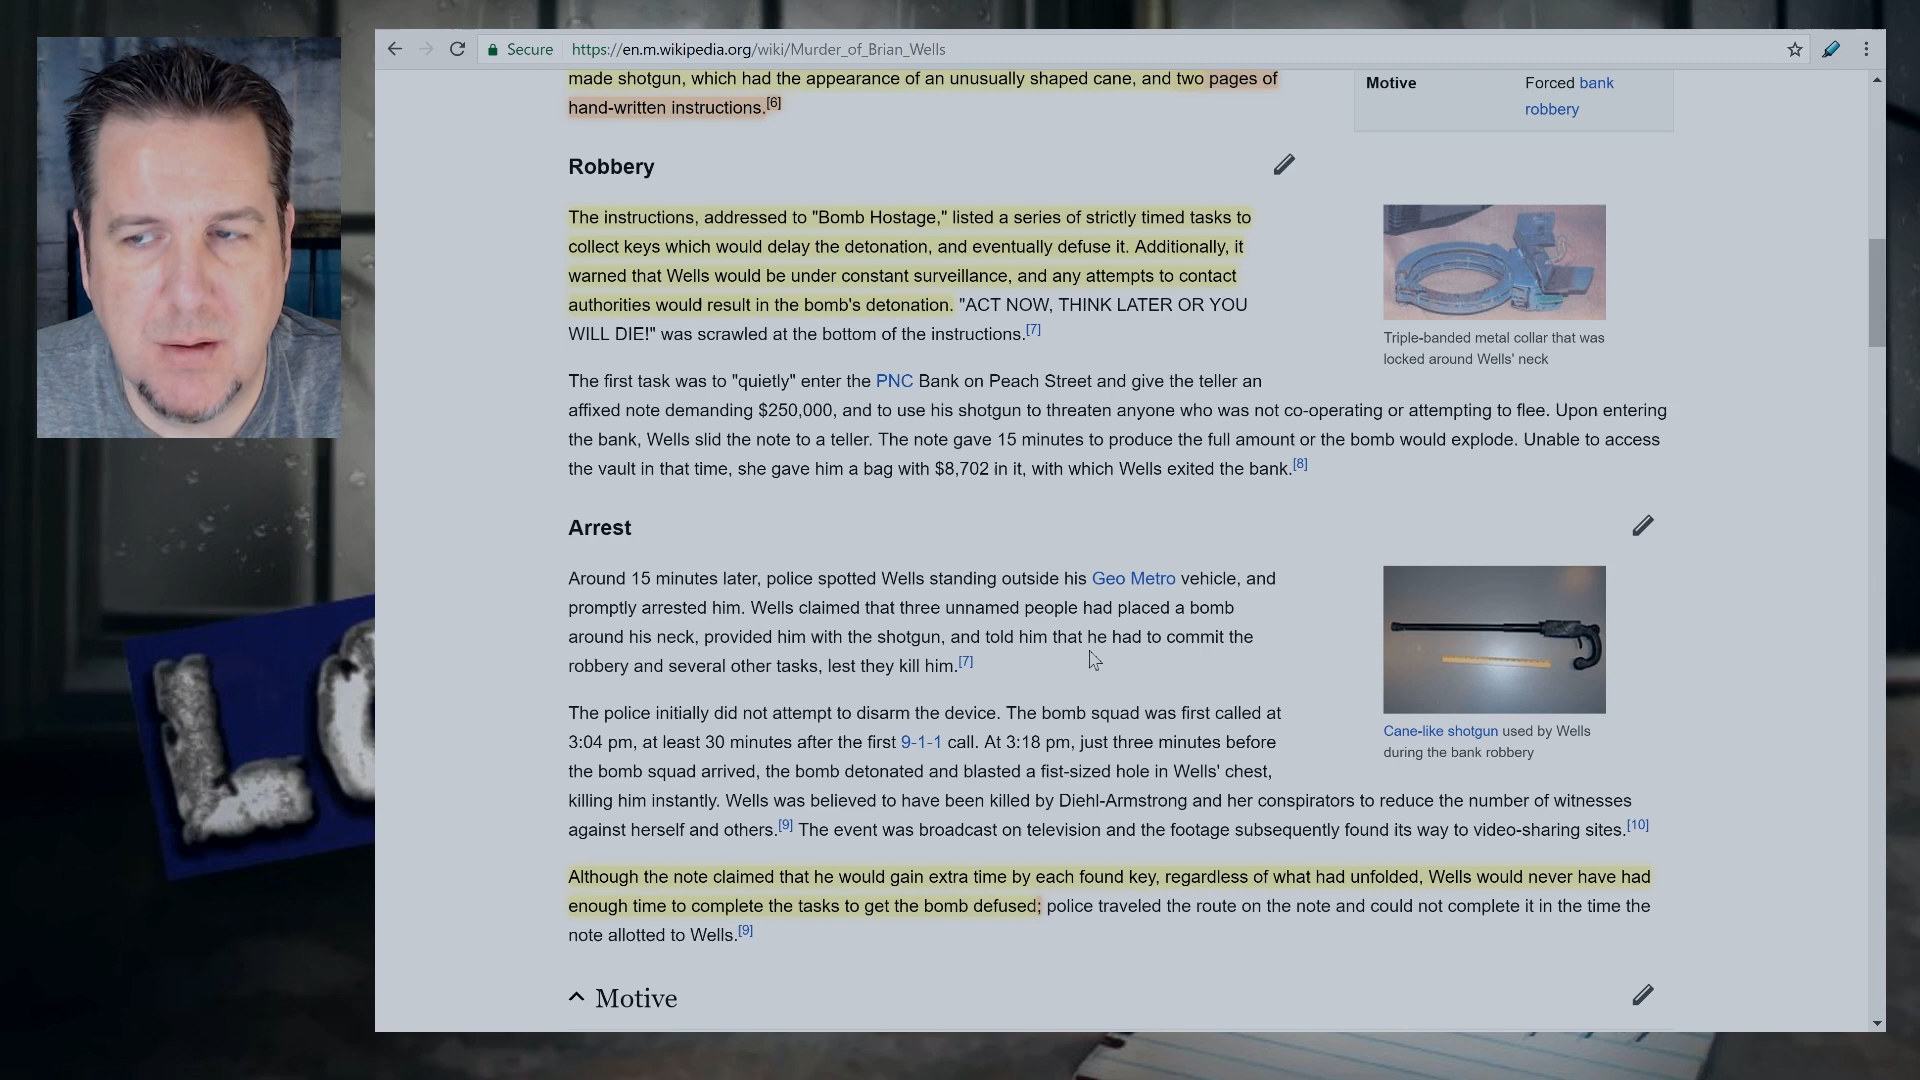 Secure
https://en.m.wikipedia.org/wiki/Murder_of_Brian_Wells
made shotgun, which had the appearance of an unusually shaped cane, and two pages of
hand-written instructions.[6]
Motive
Forced bank
robbery
Robbery
The instructions, addressed to "Bomb Hostage," listed a series of strictly timed tasks to
collect keys which would delay the detonation, and eventually defuse it. Additionally, it
warned that Wells would be under constant surveillance, and any attempts to contact
authorities would result in the bomb's detonation. "ACT NOW, THINK LATER OR YOU
WILL DIE!" was scrawled at the bottom of the instructions.[7]
Triple-banded metal collar that was
locked around Wells' neck
The first task was to "quietly" enter the PNC Bank on Peach Street and give the teller an
affixed note demanding $250,000, and to use his shotgun to threaten anyone who was not co-operating or attempting to flee. Upon entering
the bank, Wells slid the note to a teller. The note gave 15 minutes to produce the full amount or the bomb would explode. Unable to access
the vault in that time, she gave him a bag with $8,702 in it, with which Wells exited the bank.[8]
Arrest
Around 15 minutes later, police spotted Wells standing outside his Geo Metro vehicle, and
promptly arrested him. Wells claimed that three unnamed people had placed a bomb
around his neck, provided him with the shotgun, and told him that he had to commit the
robbery and several other tasks, lest they kill him.[7]
Cane-like shotgun used by Wells
during the bank robbery
The police initially did not attempt to disarm the device. The bomb squad was first called at
3:04 pm, at least 30 minutes after the first 9-1-1 call. At 3:18 pm, just three minutes before
the bomb squad arrived, the bomb detonated and blasted a fist-sized hole in Wells' chest,
killing him instantly. Wells was believed to have been killed by Diehl-Armstrong and her conspirators to reduce the number of witnesses
against herself and others.[9] The event was broadcast on television and the footage subsequently found its way to video-sharing sites.[10]
Although the note claimed that he would gain extra time by each found key, regardless of what had unfolded, Wells would never have had
enough time to complete the tasks to get the bomb defused; police traveled the route on the note and could not complete it in the time the
note allotted to Wells.[9]
Motive